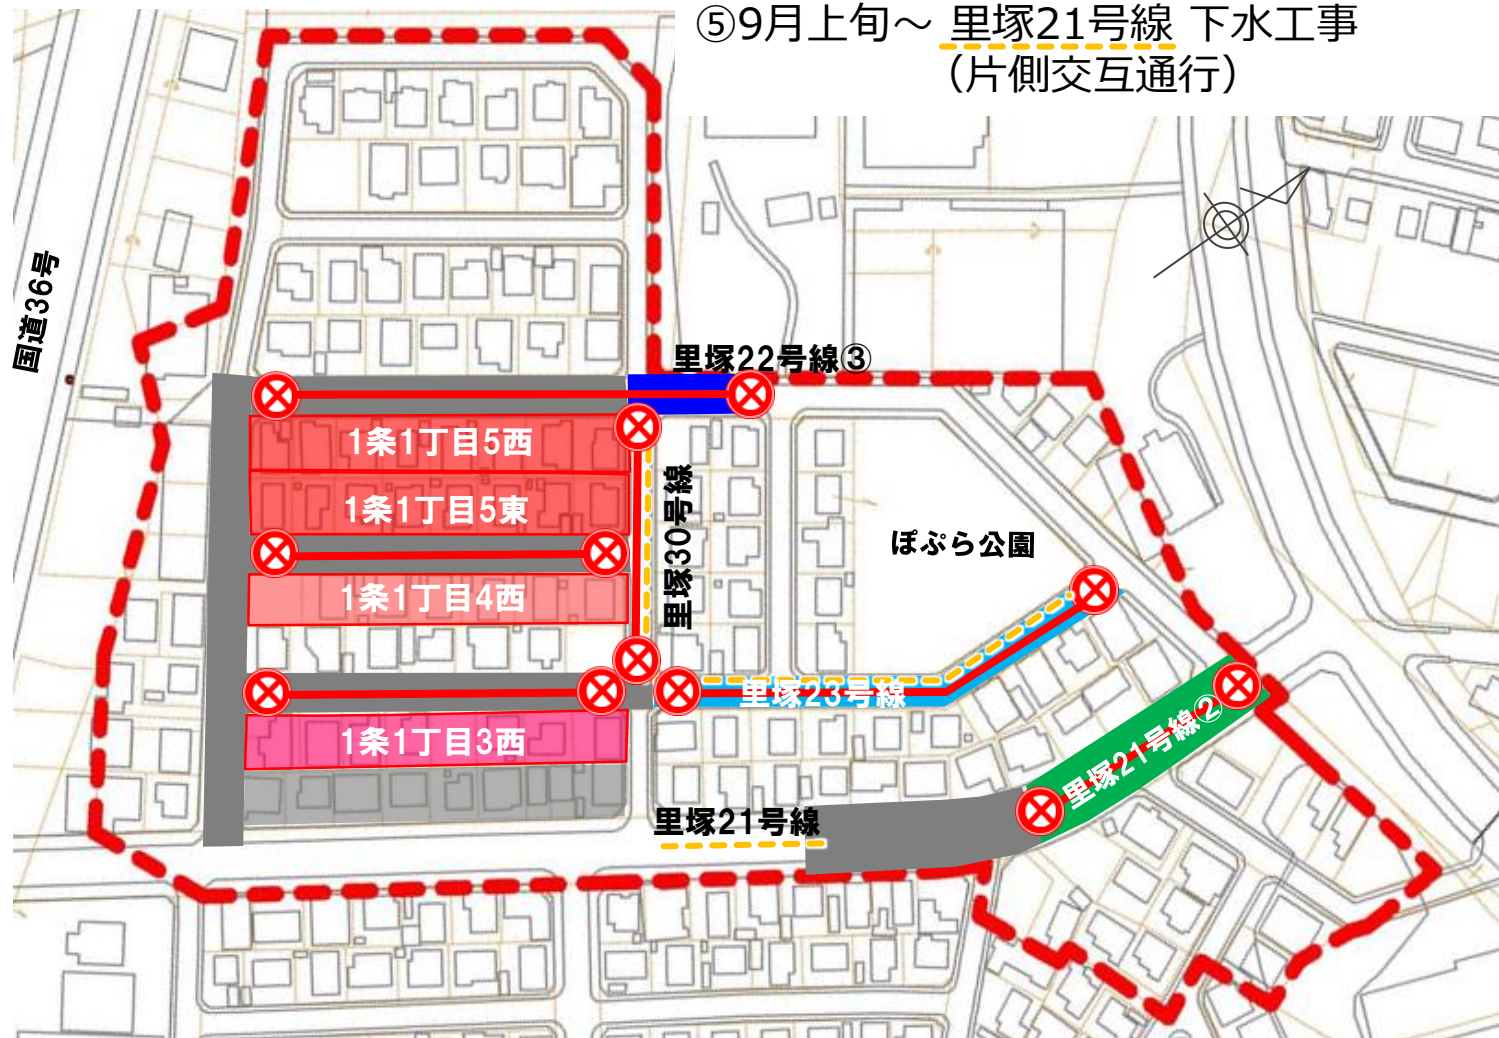 ⑤9月上旬～ 里塚21号線 下水工事
（片側交互通行）
国道36号
里塚22号線③
1条1丁目5西
1条1丁目5東
里塚30号線
ぽぷら公園
1条1丁目4西
里塚23号線
1条1丁目3西
里塚21号線②
里塚21号線